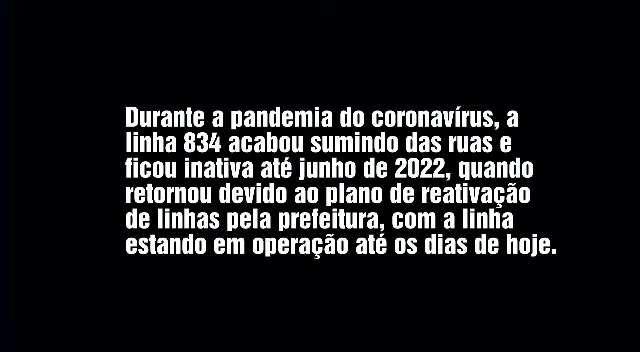 Durante a pandemia do coronavírus, a
linha 834 acabou sumindo das ruas e
ficou inativa até junho de 2022, quando
retornou devido ao plano de reativação
de linhas pela prefeitura, com a linha
estando em operação até os dias de hoje.